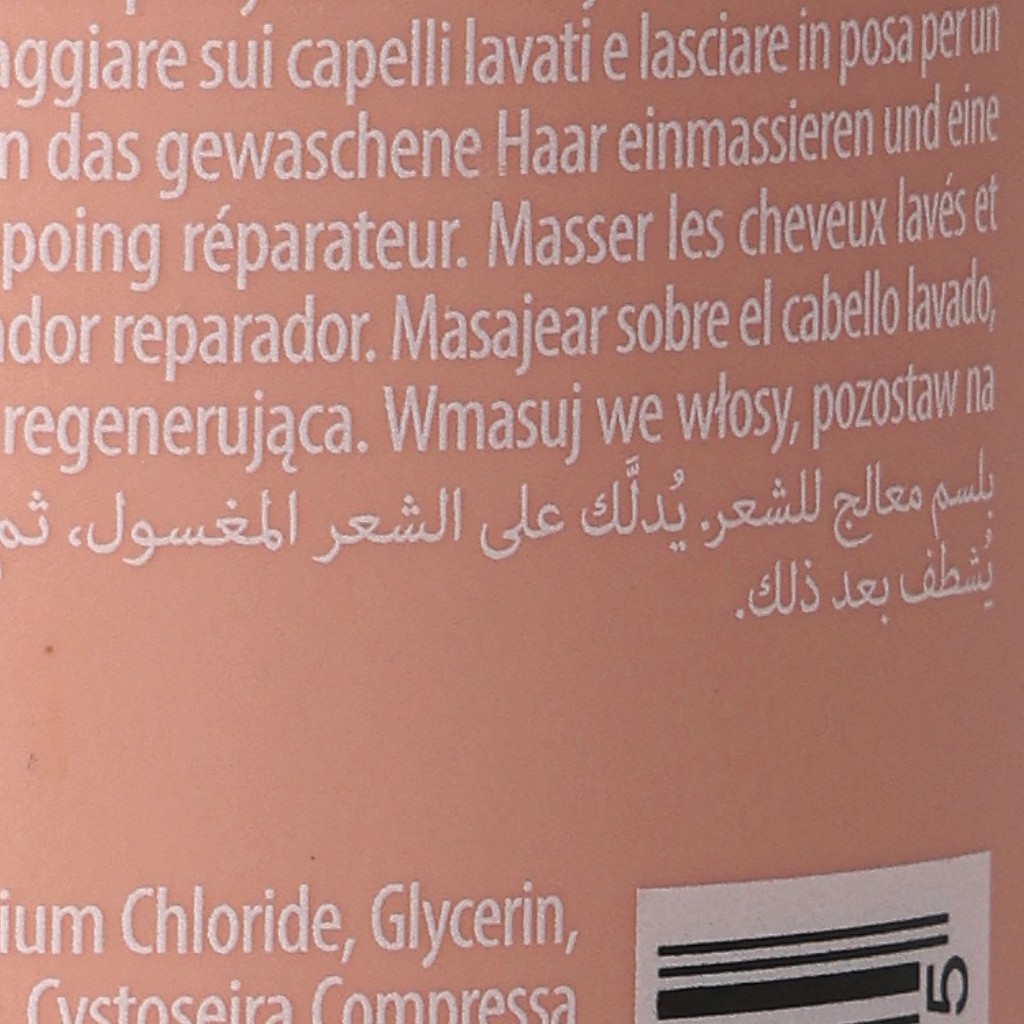 aggiare sui capelli lavati e lasciare in posa per un
n das gewaschene Haar einmassieren und eine
poing réparateur. Masser les cheveux lavés et
ador reparador. Masajear sobre el cabello lavado,
regenerująca. Wmasuj we włosy, pozostaw na
بلسم معالج للشعر. يُدلَّك على الشعر المغسول، ثم
يُشطف بعد ذلك.
ium Chloride, Glycerin,
Cystoseira Compressa
5